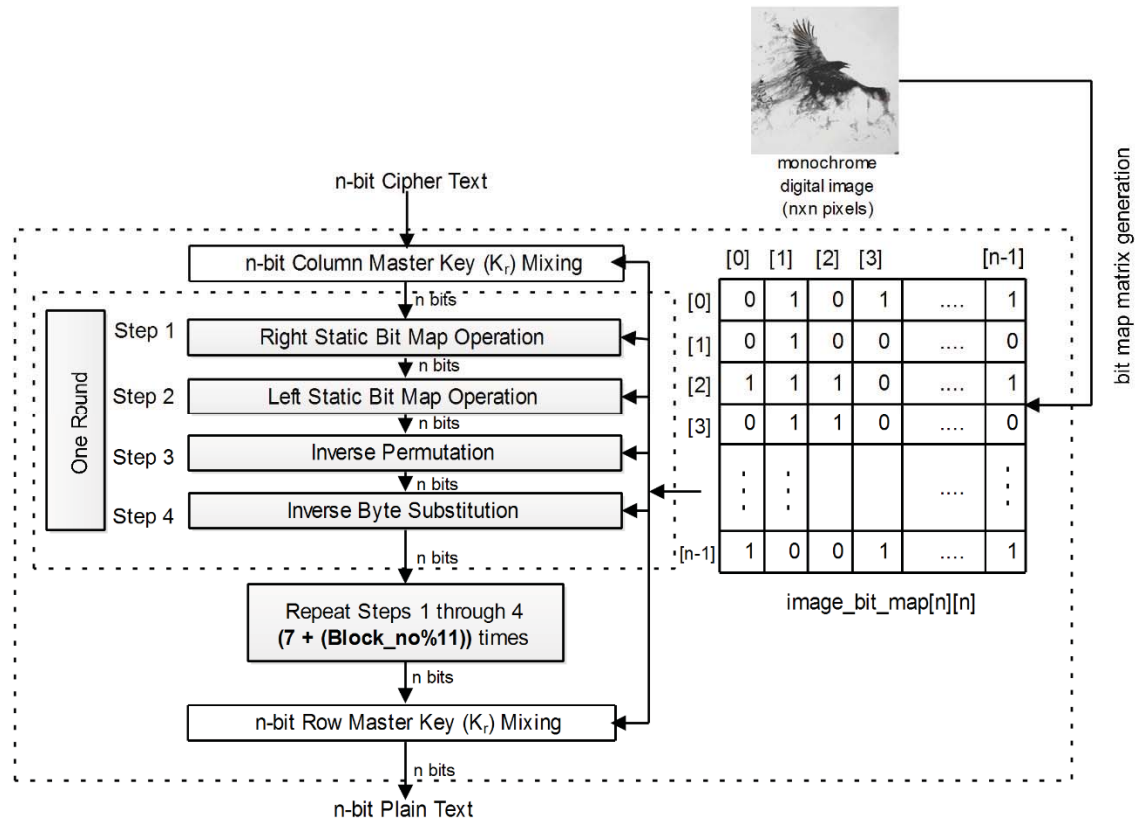 monochrome
digital image
(nxn pixels)
bit map matrix generation
n-bit Cipher Text
n-bit Column Master Key (Kᵣ) Mixing
n bits
One Round
Step 1
Right Static Bit Map Operation
n bits
Step 2
Left Static Bit Map Operation
n bits
Step 3
Inverse Permutation
n bits
Step 4
Inverse Byte Substitution
n bits
Repeat Steps 1 through 4
(7 + (Block_no%11)) times
n bits
n-bit Row Master Key (Kᵣ) Mixing
n bits
n-bit Plain Text
[0] [1] [2] [3] [n-1]
[0] 0 1 0 1 .... 1
[1] 0 1 0 0 .... 0
[2] 1 1 1 0 .... 1
[3] 0 1 1 0 .... 0
....
[n-1] 1 0 0 1 .... 1
image_bit_map[n][n]